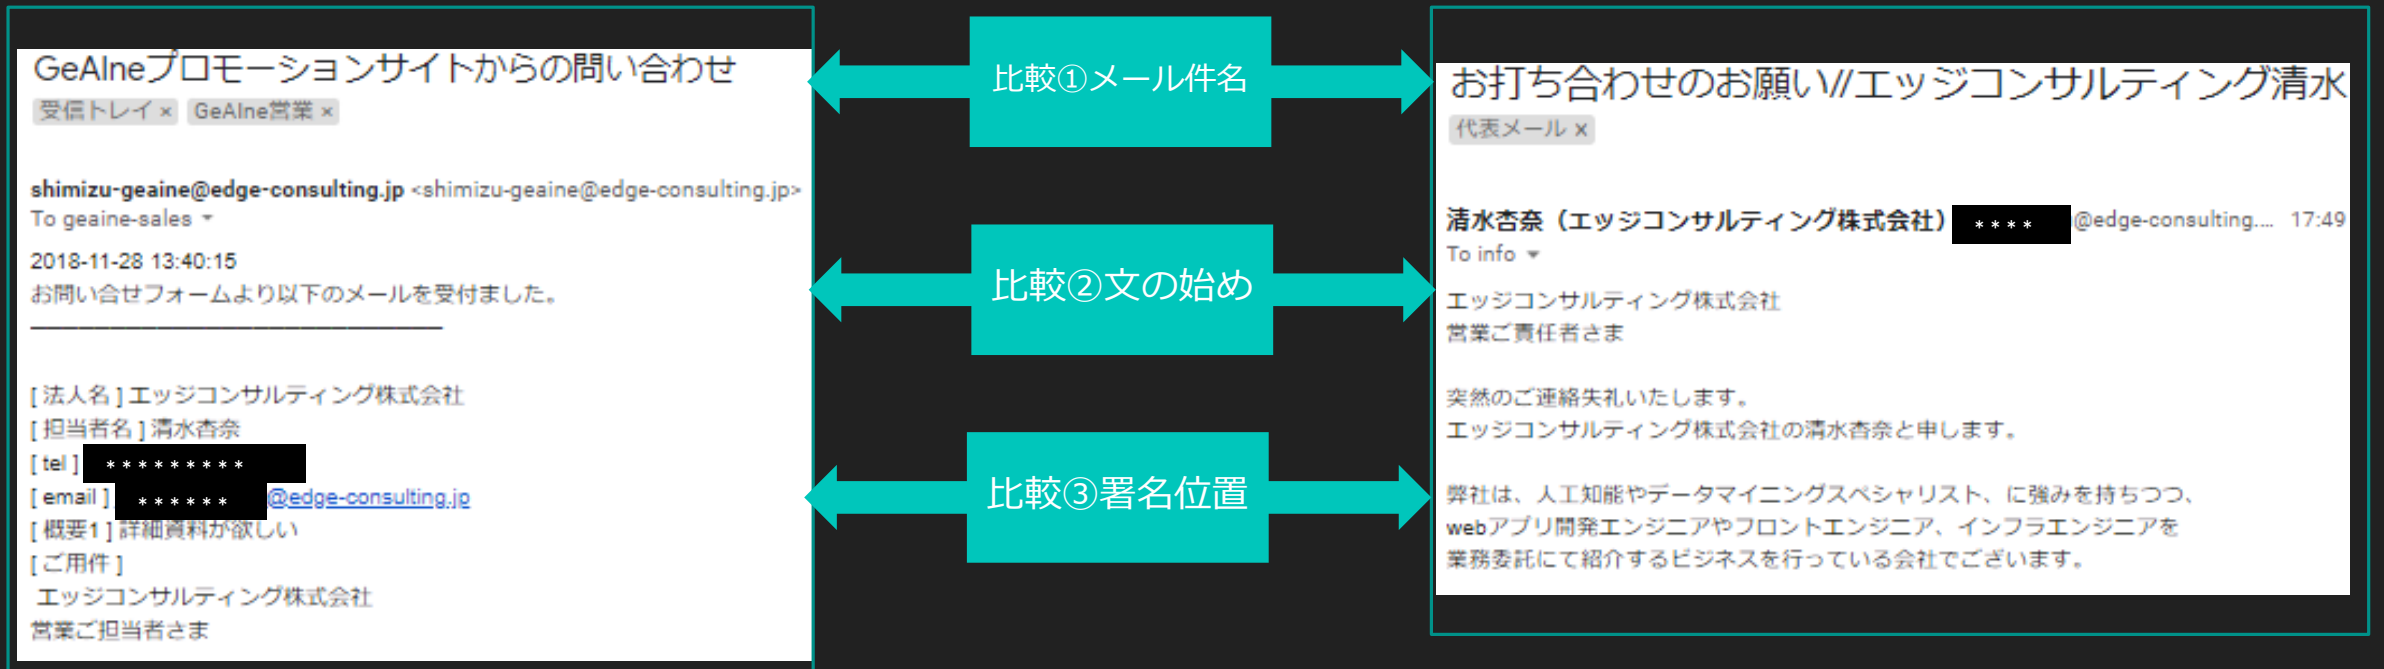 GeAIneプロモーションサイトからの問い合わせ
受信トレイ × GeAIne営業 ×
shimizu-geaine@edge-consulting.jp <shimizu-geaine@edge-consulting.jp>
To geaine-sales
2018-11-28 13:40:15
お問い合せフォームより以下のメールを受付ました。
[ 法人名 ] エッジコンサルティング株式会社
[ 担当者名 ] 清水杏奈
[ tel ] *********
[ email ] ****** @edge-consulting.jp
[ 概要1 ] 詳細資料が欲しい
[ ご用件 ]
エッジコンサルティング株式会社
営業ご担当者さま
比較①メール件名
比較②文の始め
比較③署名位置
お打ち合わせのお願い//エッジコンサルティング清水
代表メール ×
清水杏奈（エッジコンサルティング株式会社） **** @edge-consulting.... 17:49
To info
エッジコンサルティング株式会社
営業ご責任者さま
突然のご連絡失礼いたします。
エッジコンサルティング株式会社の清水杏奈と申します。
弊社は、人工知能やデータマイニングスペシャリスト、に強みを持ちつつ、
webアプリ開発エンジニアやフロントエンジニア、インフラエンジニアを
業務委託にて紹介するビジネスを行っている会社でございます。